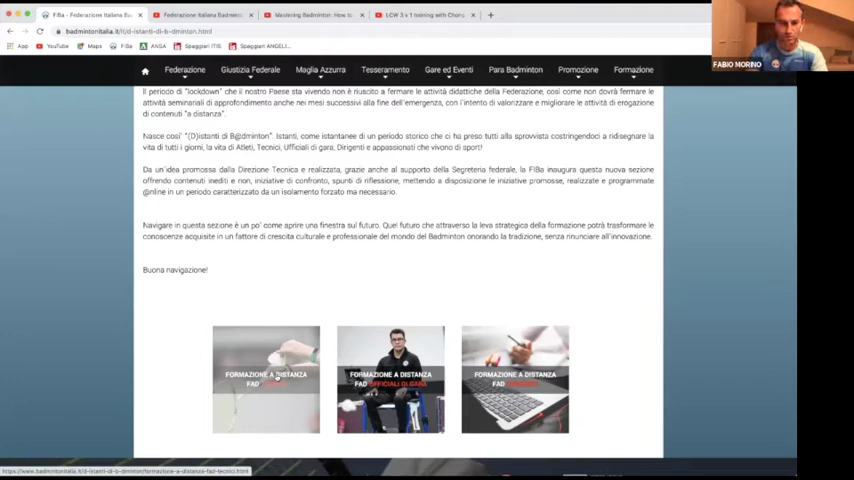 FIBa - Federazione Italiana Ba
Federazione Italiana Badminto
Mastering Badminton: How to
LCW 3 v 1 training with Chong
badmintonitalia.it/it/d-istanti-di-b-dminton.html
FABIO MORINO
App
YouTube
Maps
FIBa
ANSA
Spaggiari ITIS
Spaggiari ANGELI...
Federazione
Giustizia Federale
Maglia Azzurra
Tesseramento
Gare ed Eventi
Para Badminton
Promozione
Formazione
Il periodo di "lockdown" che il nostro Paese sta vivendo non è riuscito a fermare le attività didattiche della Federazione, così come non dovrà fermare le
attività seminariali di approfondimento anche nei mesi successivi alla fine dell'emergenza, con l'intento di valorizzare e migliorare le attività di erogazione
di contenuti "a distanza".
Nasce così' "(D)istanti di B@dminton". Istanti, come istantanee di un periodo storico che ci ha preso tutti alla sprovvista costringendoci a ridisegnare la
vita di tutti i giorni, la vita di Atleti, Tecnici, Ufficiali di gara, Dirigenti e appassionati che vivono di sport!
Da un'idea promossa dalla Direzione Tecnica e realizzata, grazie anche al supporto della Segreteria federale, la FIBa inaugura questa nuova sezione
offrendo contenuti inediti e non, iniziative di confronto, spunti di riflessione, mettendo a disposizione le iniziative promosse, realizzate e programmate
@nline in un periodo caratterizzato da un isolamento forzato ma necessario.
Navigare in questa sezione è un po' come aprire una finestra sul futuro. Quel futuro che attraverso la leva strategica della formazione potrà trasformare le
conoscenze acquisite in un fattore di crescita culturale e professionale del mondo del Badminton onorando la tradizione, senza rinunciare all'innovazione.
Buona navigazione!
FORMAZIONE A DISTANZA
FAD
FORMAZIONE A DISTANZA
FAD UFFICIALI DI GARA
FORMAZIONE A DISTANZA
FAD
https://www.badmintonitalia.it/it/d-istanti-di-b-dminton/formazione-a-distanza-fad-tecnici.html